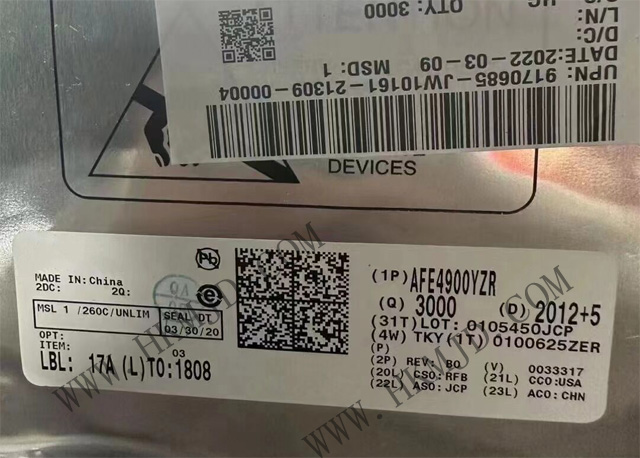 QTY: 3000
L/N:
D/C:
DATE:2022-03-09 MSD: 1
UPN: 9170685-JW10161-21309-00004
DEVICES
Pb
MADE IN:China
2DC: 2Q:
MSL 1 /260C/UNLIM
SEAL DT
03/30/20
OPT:
ITEM: 03
LBL: 17A (L)TO:1808
(1P) AFE4900YZR
(Q) 3000 (D) 2012+5
(31T) LOT: 0105450JCP
(4W) TKY (1T) 0100625ZER
(P)
(2P) REV: B0 (V) 0033317
(20L) CSO:RFB (21L) CCO:USA
(22L) ASO:JCP (23L) ACO:CHN